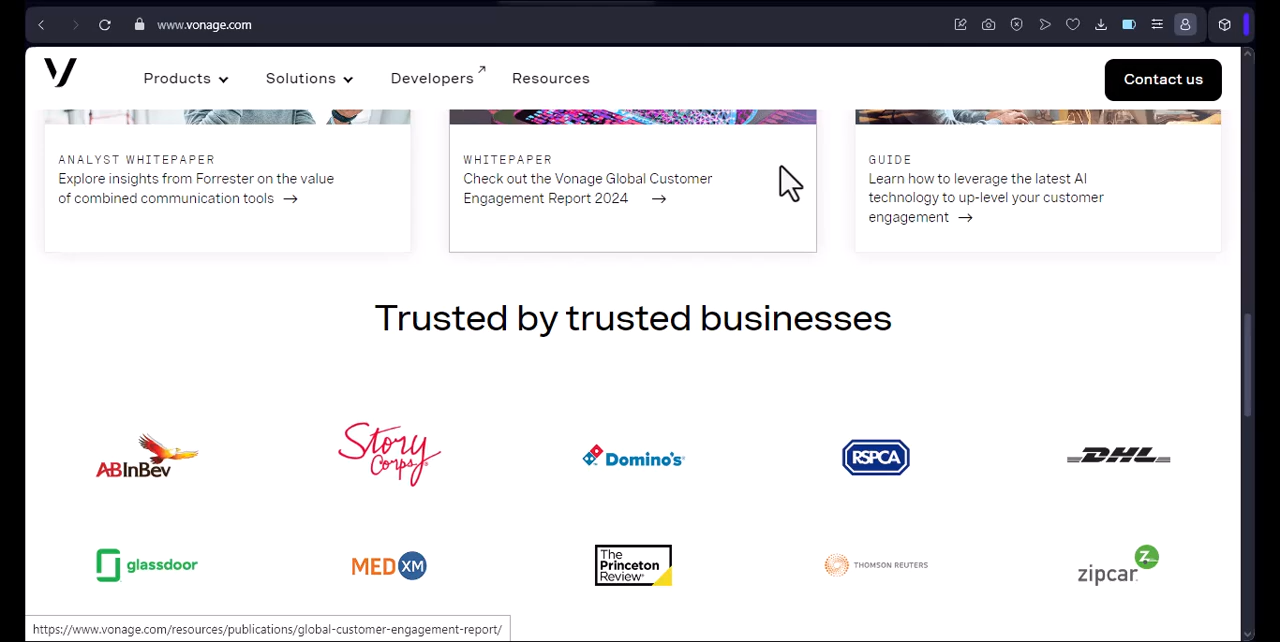 www.vonage.com
Products
Solutions
Developers
Resources
Contact us
ANALYST WHITEPAPER
Explore insights from Forrester on the value
of combined communication tools →
WHITEPAPER
Check out the Vonage Global Customer
Engagement Report 2024 →
GUIDE
Learn how to leverage the latest AI
technology to up-level your customer
engagement →
Trusted by trusted businesses
ABInBev
Story
Corps
Domino's
RSPCA
DHL
glassdoor
MED XM
The
Princeton
Review
THOMSON REUTERS
Z
zipcar
https://www.vonage.com/resources/publications/global-customer-engagement-report/